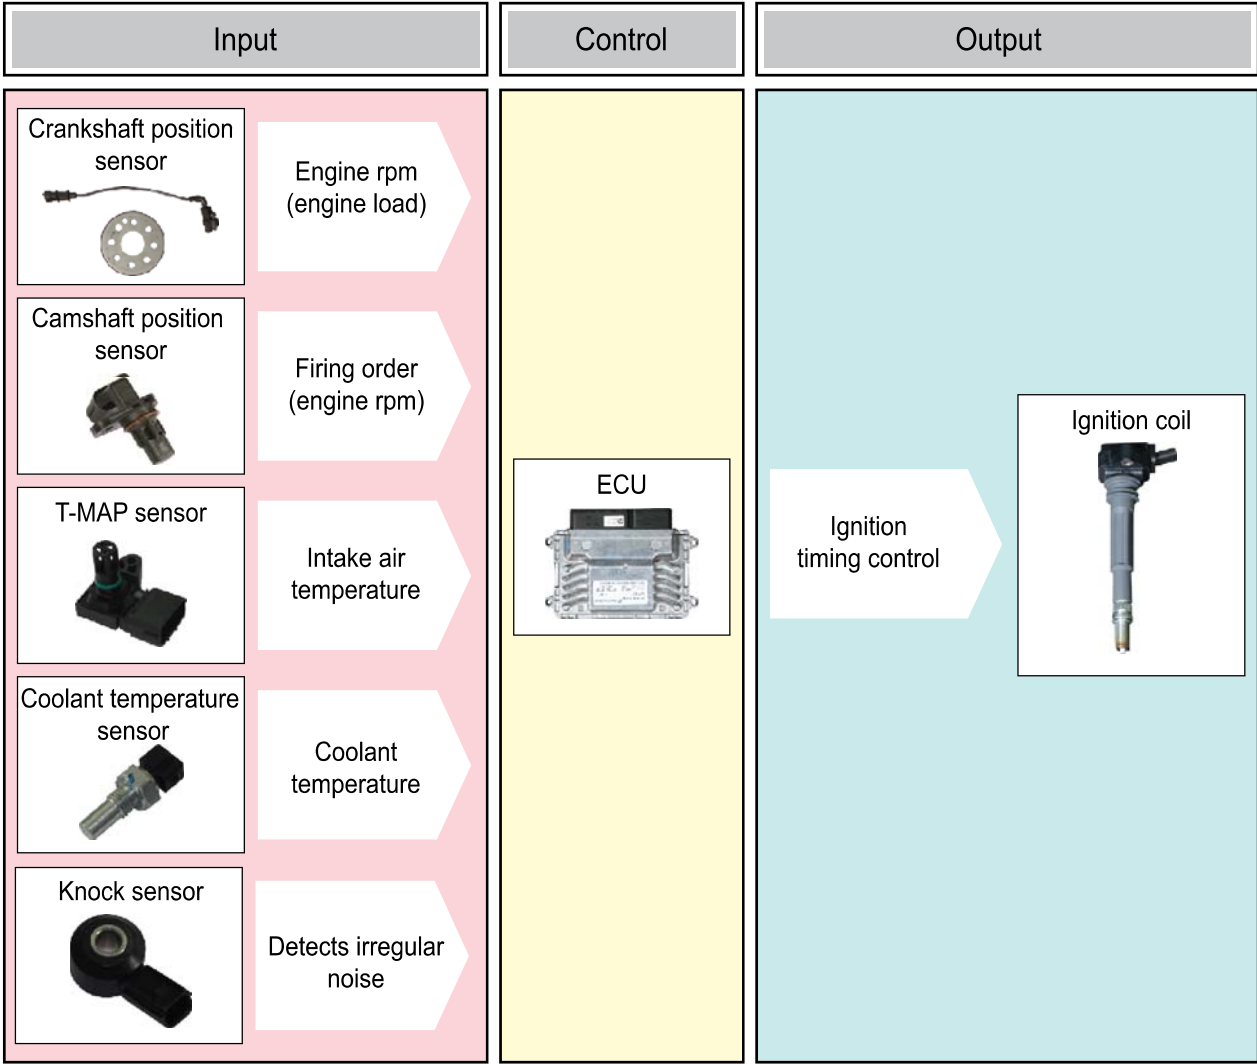 Input
Control
Output
Crankshaft position
sensor
Engine rpm
(engine load)
Camshaft position
sensor
Firing order
(engine rpm)
T-MAP sensor
Intake air
temperature
ECU
Ignition
timing control
Ignition coil
Coolant temperature
sensor
Coolant
temperature
Knock sensor
Detects irregular
noise